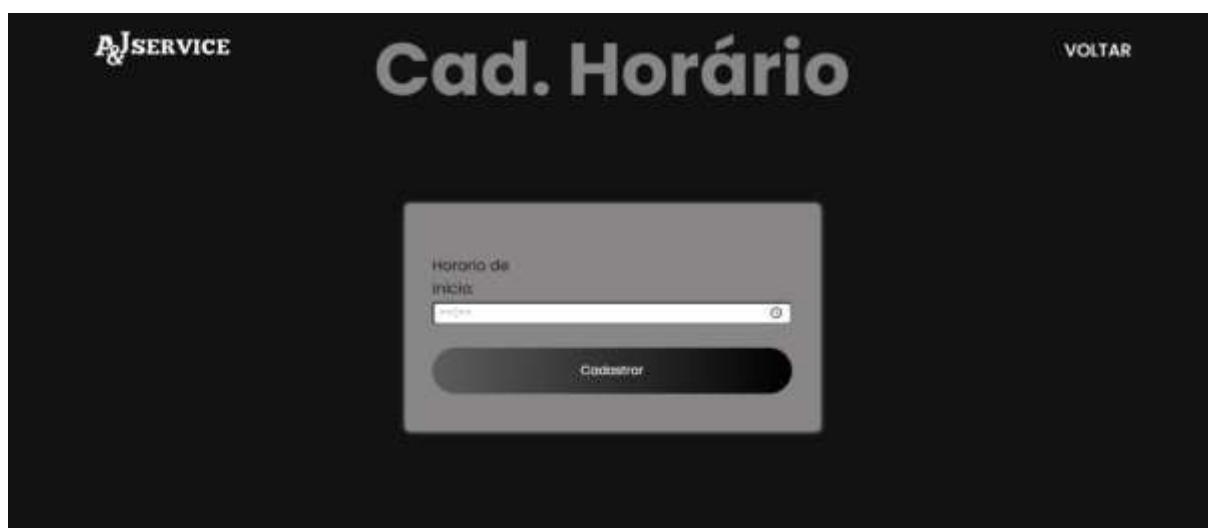 A&J SERVICE
Cad. Horário
VOLTAR
Horario de
inicio:
--:--
Cadastrar